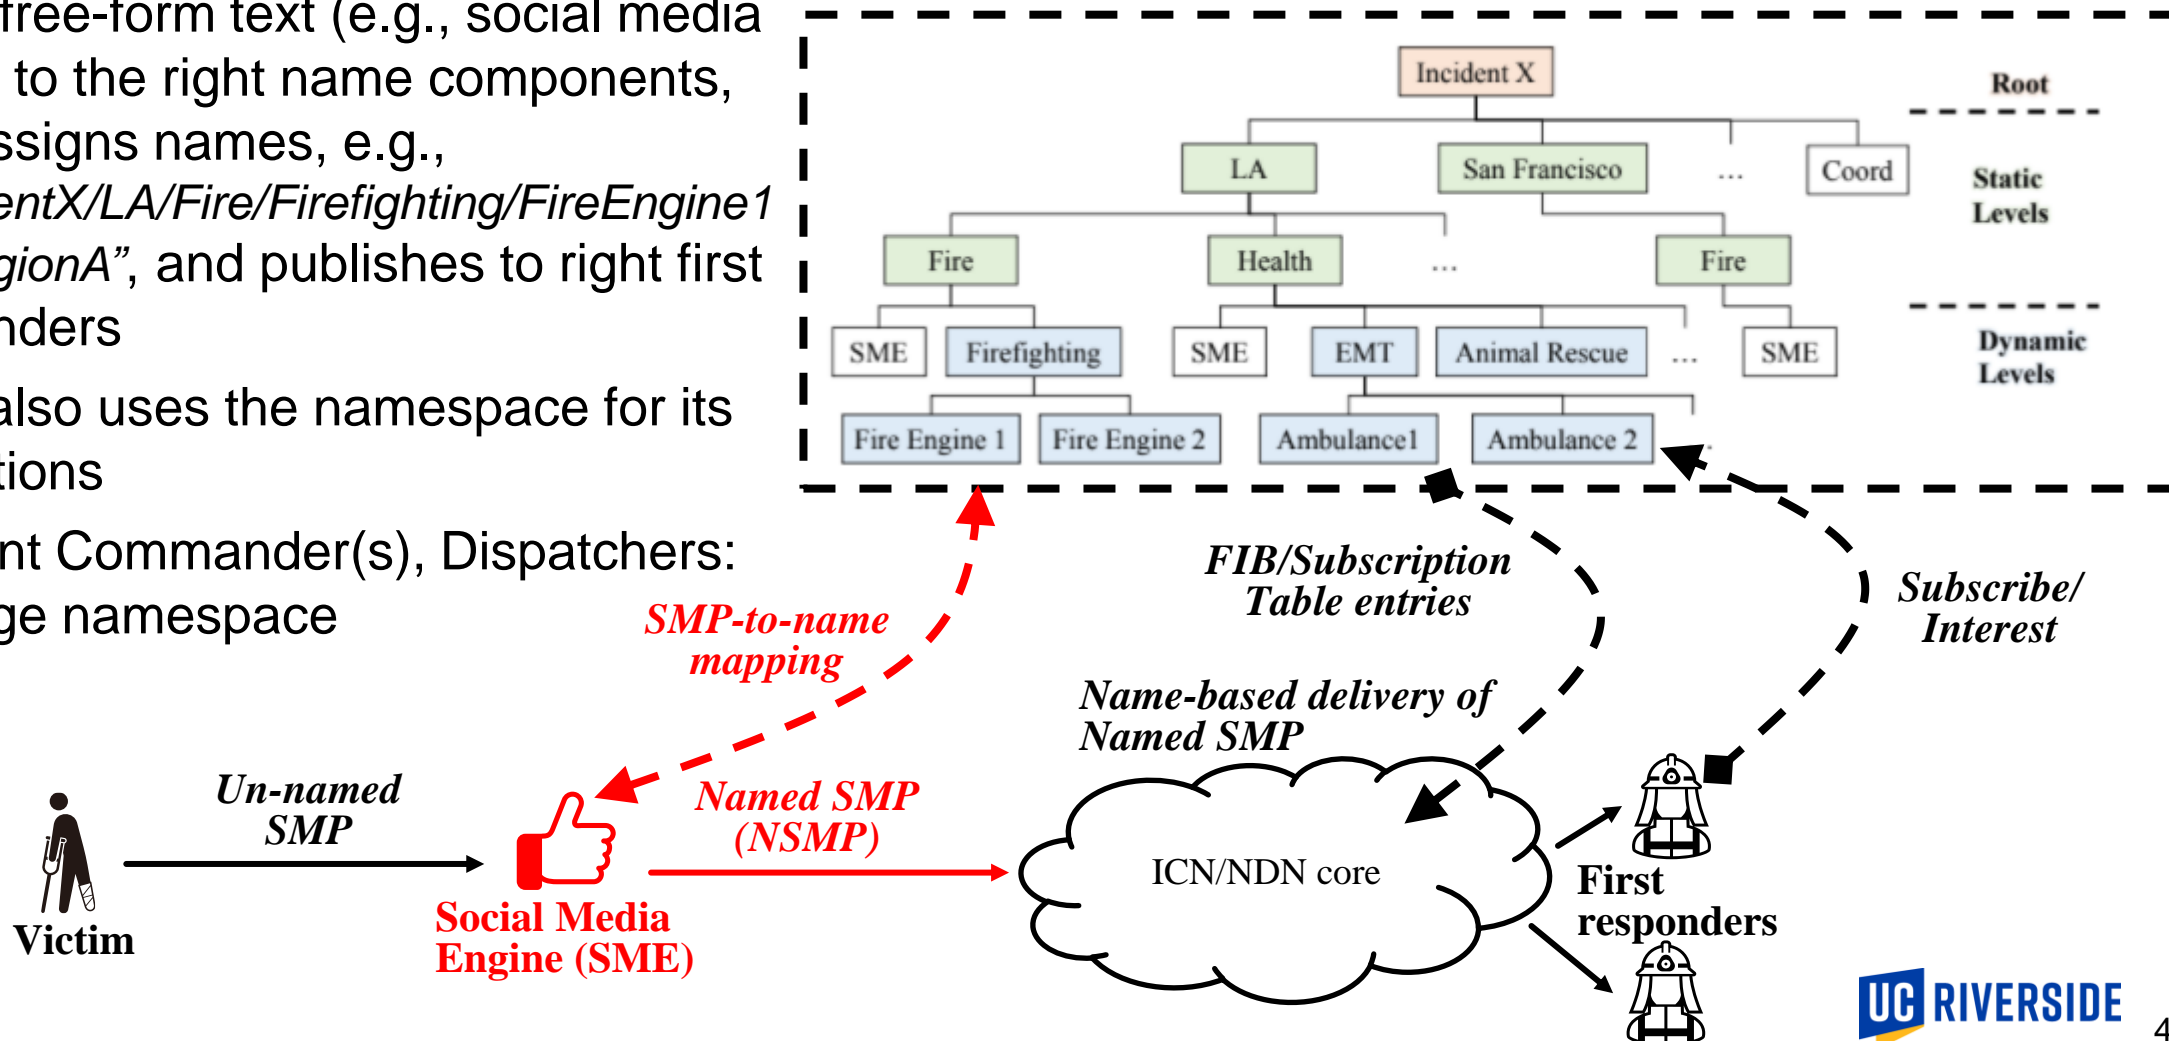 free-form text (e.g., social media
to the right name components,
ssigns names, e.g.,
entX/LA/Fire/Firefighting/FireEngine1
gionA”, and publishes to right first
nders
also uses the namespace for its
tions
nt Commander(s), Dispatchers:
ge namespace
Incident X
Root
LA
San Francisco
...
Coord
Static
Levels
Fire
Health
...
Fire
SME
Firefighting
SME
EMT
Animal Rescue
...
SME
Dynamic
Levels
Fire Engine 1
Fire Engine 2
Ambulance1
Ambulance 2
SMP-to-name
mapping
FIB/Subscription
Table entries
Subscribe/
Interest
Name-based delivery of
Named SMP
Un-named
SMP
Named SMP
(NSMP)
ICN/NDN core
Victim
Social Media
Engine (SME)
First
responders
UC RIVERSIDE
4